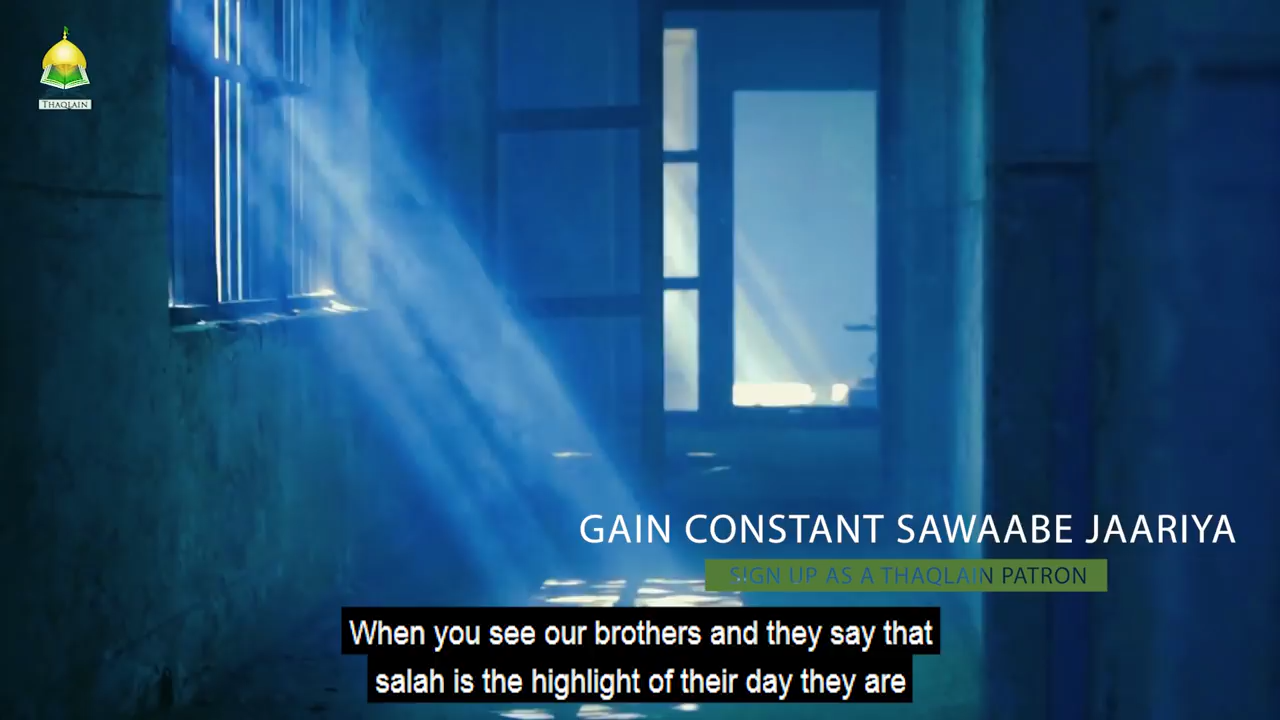 THAQLAIN
GAIN CONSTANT SAWAABE JAARIYA
SIGN UP AS A THAQLAIN PATRON
When you see our brothers and they say that
salah is the highlight of their day they are